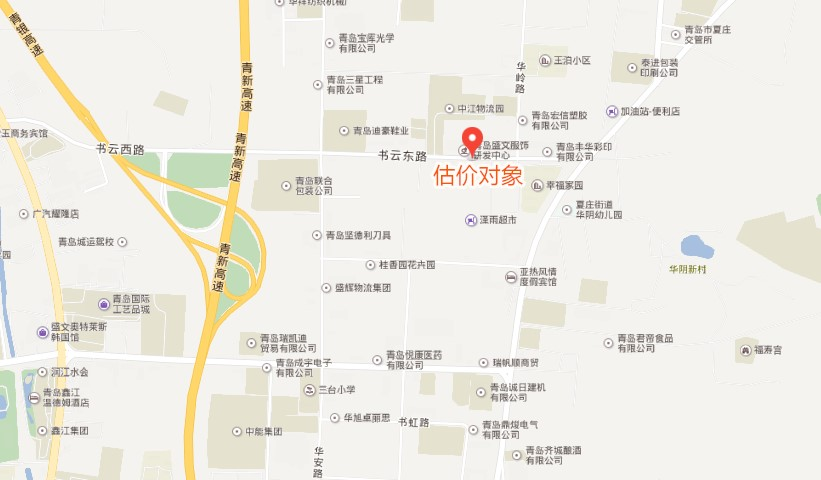 华祥纺织机械厂
青岛宝库光学
有限公司
青岛市夏庄
交管所
青银高速
青新高速
华岭路
王沿小区
泰进包装
印刷公司
青岛三星工程
有限公司
中江物流园
青岛宏信塑胶
有限公司
加油站-便利店
青岛迪豪鞋业
玉商务宾馆
书云西路
青新高速
书云东路
青岛盛文服饰
研发中心
青岛丰华彩印
有限公司
估价对象
青岛联合
包装公司
幸福家园
广汽耀隆店
泽雨超市
夏庄街道
华阴幼儿园
青岛城运熙校
青岛坚德利刀具
青新高速
桂香园花卉园
亚热风情
度假宾馆
华阴新村
盛辉物流集团
青岛国际
工艺品城
盛文奥特莱斯
韩国馆
青岛瑞凯迪
贸易有限公司
青岛悦康医药
有限公司
瑞帆顺商贸
青岛君帝食品
有限公司
福寿宫
青岛成宇电子
有限公司
润江水会
三台小学
青岛诚日建机
有限公司
青岛鑫江
温德姆酒店
华旭卓丽思
书虹路
青岛鼎焌电气
有限公司
鑫江集团
中能集团
华安路
青岛齐城酿酒
有限公司